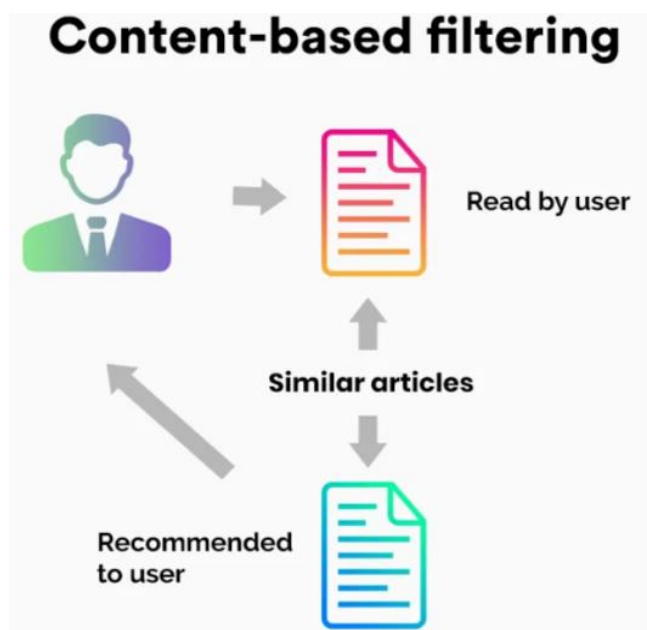 Content-based filtering
Read by user
Similar articles
Recommended
to user